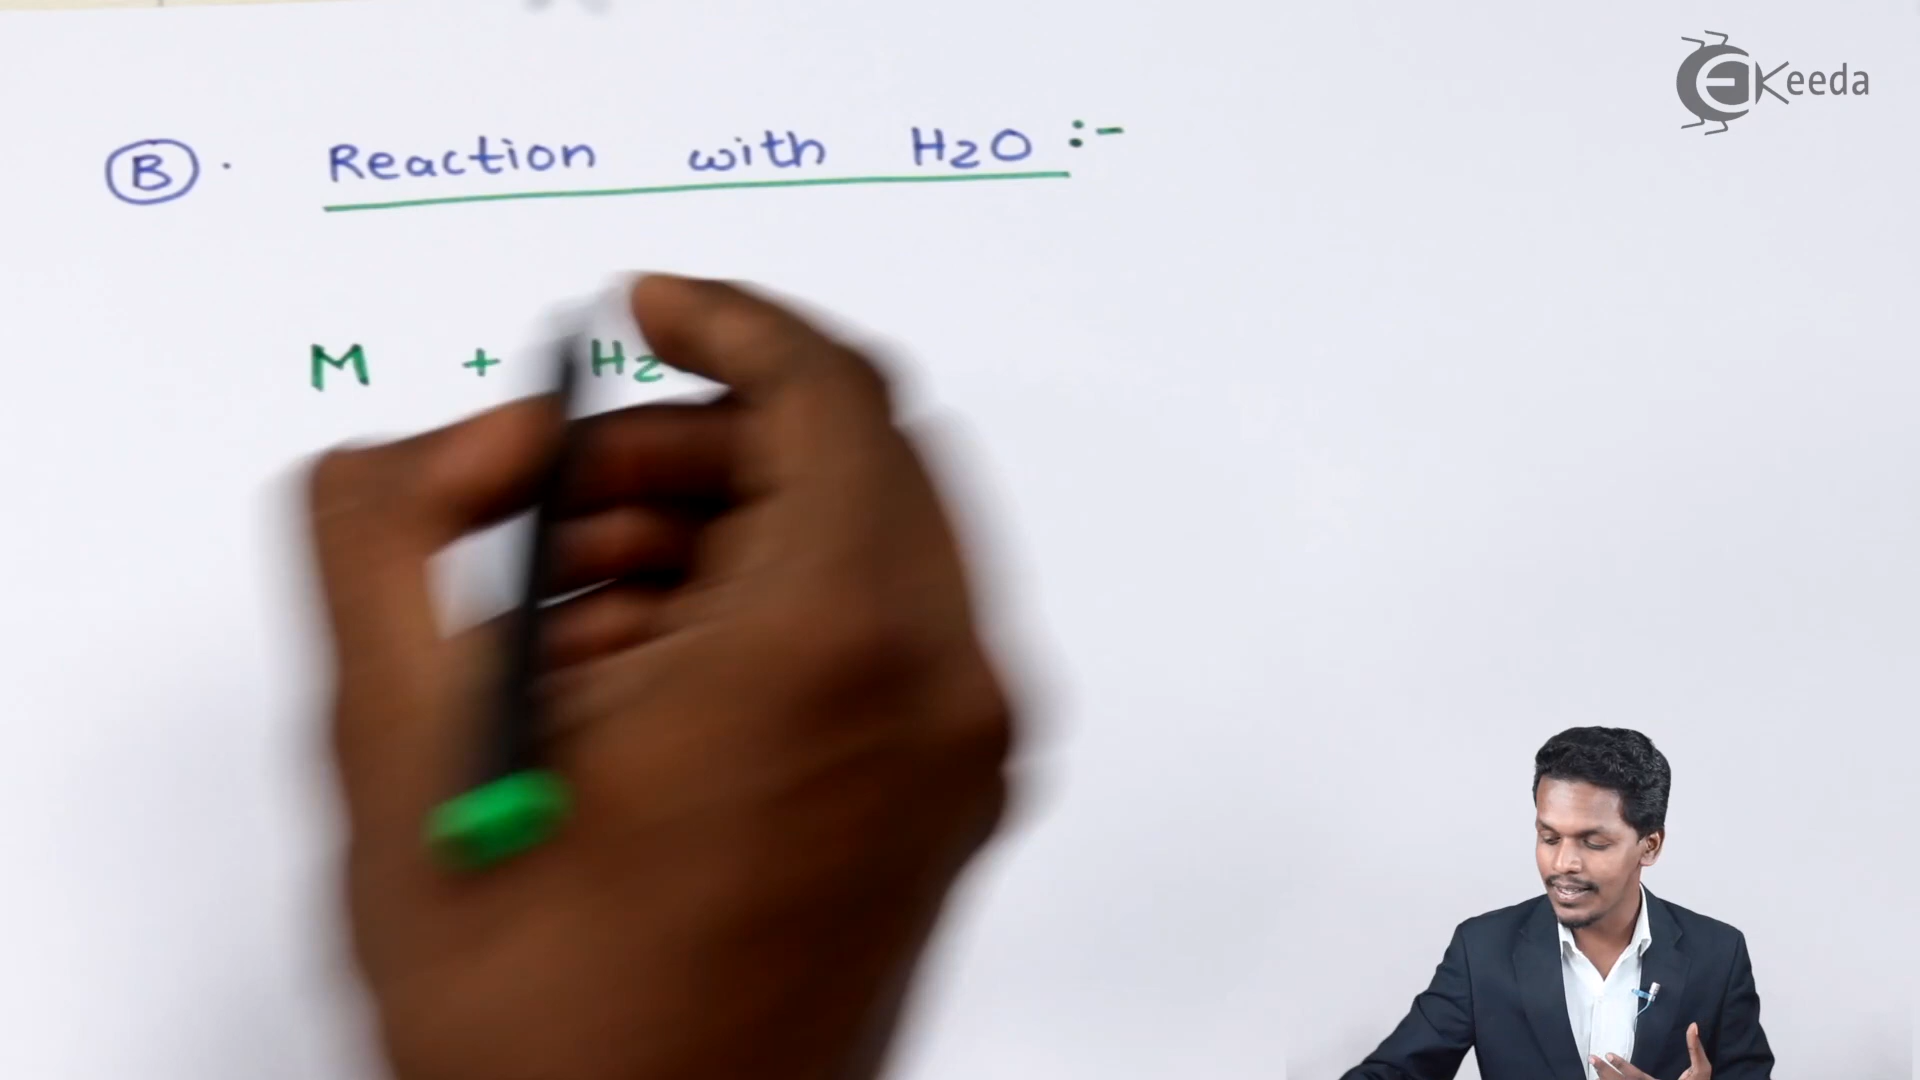 EKeeda
B. Reaction with H2O :-
M + H2